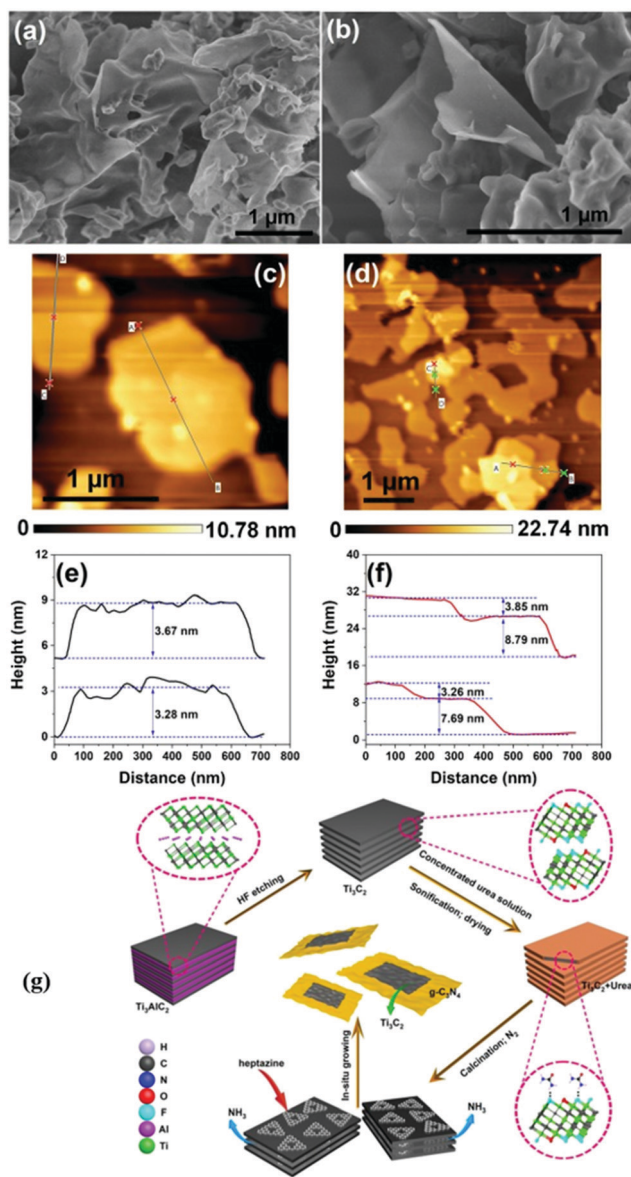 (a)
1 μm
(b)
1 μm
(c)
D
C
A
B
1 μm
0 10.78 nm
(d)
C
D
A
B
1 μm
0 22.74 nm
(e)
Height (nm)
12
9
6
3
0
3.67 nm
3.28 nm
0 100 200 300 400 500 600 700 800
Distance (nm)
(f)
Height (nm)
40
32
24
16
8
0
3.85 nm
8.79 nm
3.26 nm
7.69 nm
0 100 200 300 400 500 600 700 800
Distance (nm)
(g)
Ti₃AlC₂
HF etching
Ti₃C₂
Concentrated urea solution
Sonification; drying
Ti₃C₂+Urea
Calcination; N₂
NH₃
heptazine
NH₃
In-situ growing
g-C₃N₄
Ti₃C₂
H
C
N
O
F
Al
Ti